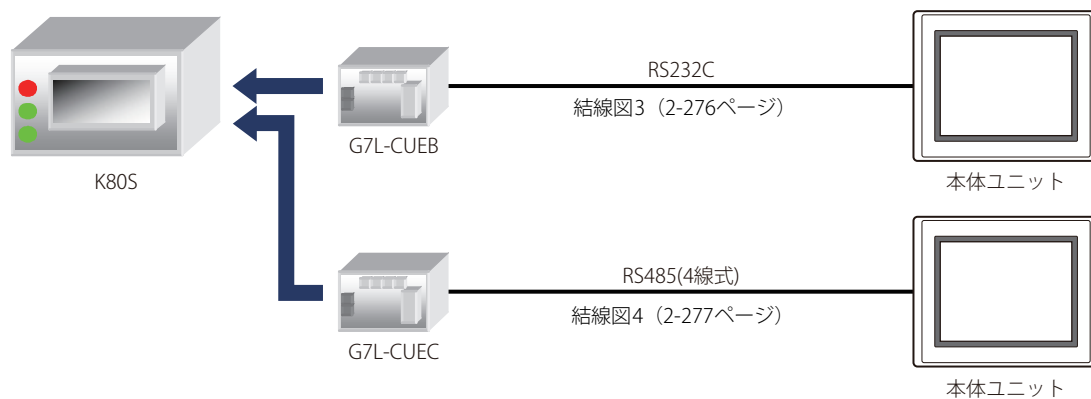 RS232C
結線図3（2-276ページ）
G7L-CUEB
K80S
本体ユニット
RS485(4線式)
結線図4（2-277ページ）
G7L-CUEC
本体ユニット